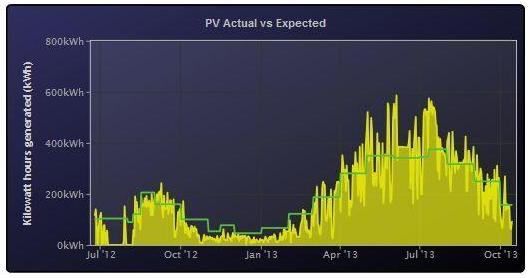 PV Actual vs Expected
Kilowatt hours generated (kWh)
800kWh
600kWh
400kWh
200kWh
0kWh
Jul '12
Oct '12
Jan '13
Apr '13
Jul '13
Oct '13